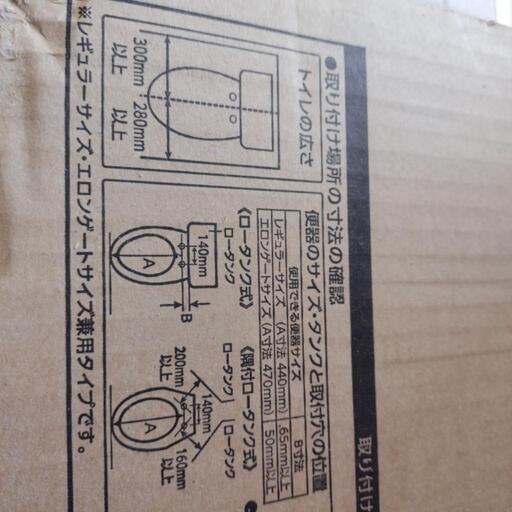 取り付け
●取り付け場所の寸法の確認
トイレの広さ
300mm
以上
280mm
以上
便器のサイズ・タンクと取付穴の位置
使用できる便器サイズ
B寸法
レギュラーサイズ (A寸法 440mm)
65mm以上
エロンゲートサイズ (A寸法 470mm)
50mm以上
《ロータンク式》
ロータンク
140mm
A
B
《隅付ロータンク式》
ロータンク
ロータンク
140mm
200mm
以上
A
160mm
以上
※レギュラーサイズ・エロンゲートサイズ兼用タイプです。